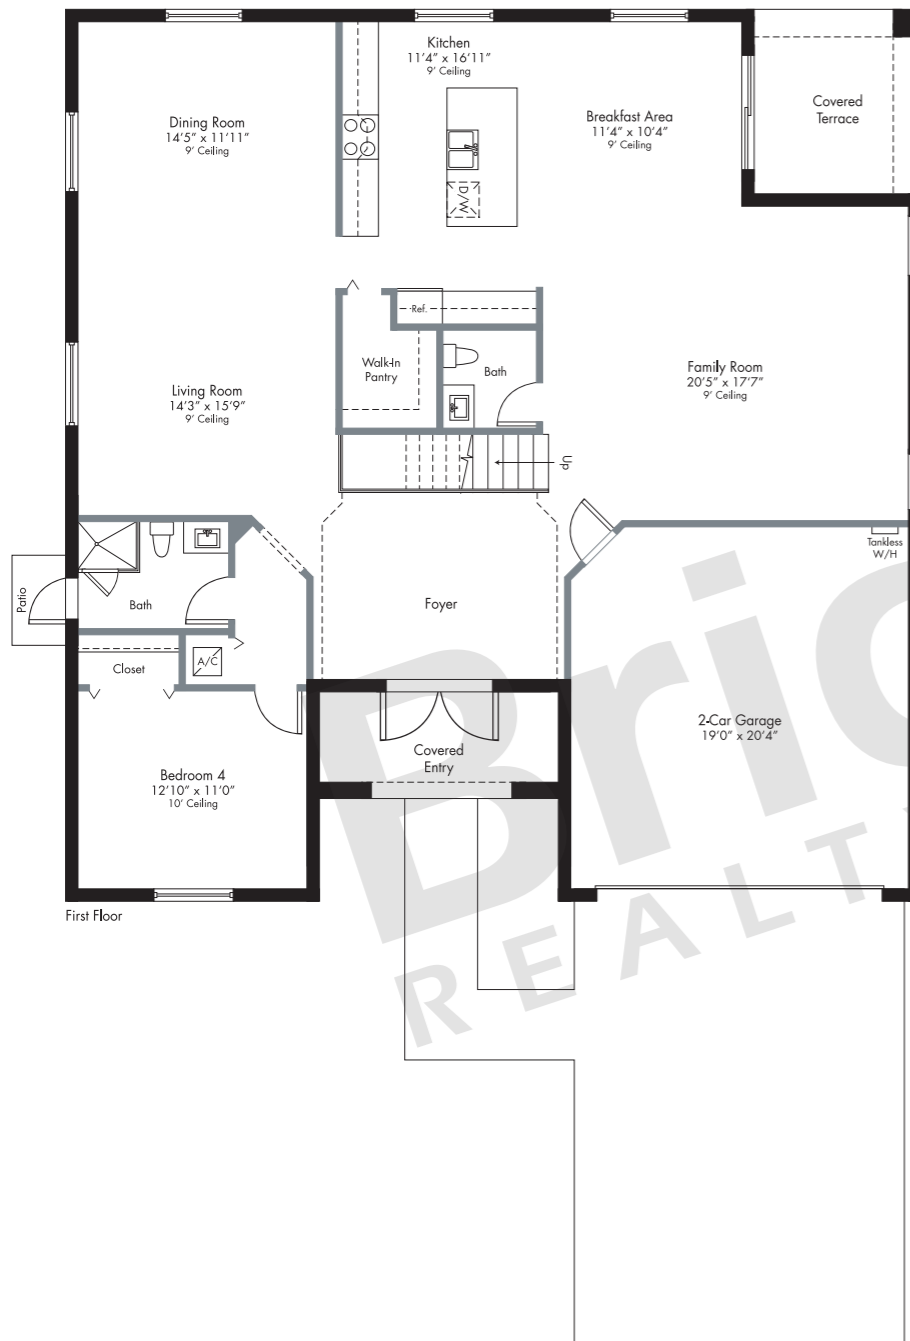 Kitchen
11'4" x 16'11"
9' Ceiling
Dining Room
14'5" x 11'11"
9' Ceiling
Breakfast Area
11'4" x 10'4"
9' Ceiling
Covered
Terrace
D/W
Ref.
Walk-In
Pantry
Bath
Living Room
14'3" x 15'9"
9' Ceiling
Family Room
20'5" x 17'7"
9' Ceiling
Up
Tankless
W/H
Patio
Bath
Foyer
A/C
Closet
2-Car Garage
19'0" x 20'4"
Covered
Entry
Bedroom 4
12'10" x 11'0"
10' Ceiling
First Floor
Bric
REALT